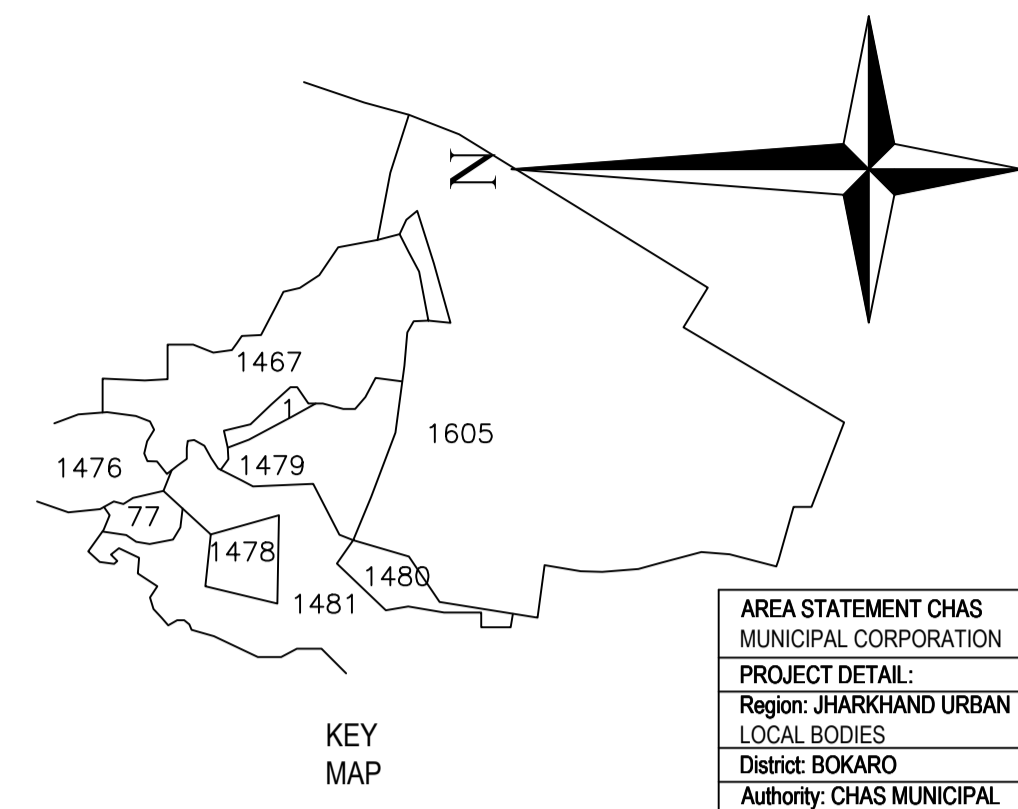 N
1467
1
1605
1476
1479
77
1478
1480
1481
KEY
MAP
AREA STATEMENT CHAS
MUNICIPAL CORPORATION
PROJECT DETAIL:
Region: JHARKHAND URBAN
LOCAL BODIES
District: BOKARO
Authority: CHAS MUNICIPAL